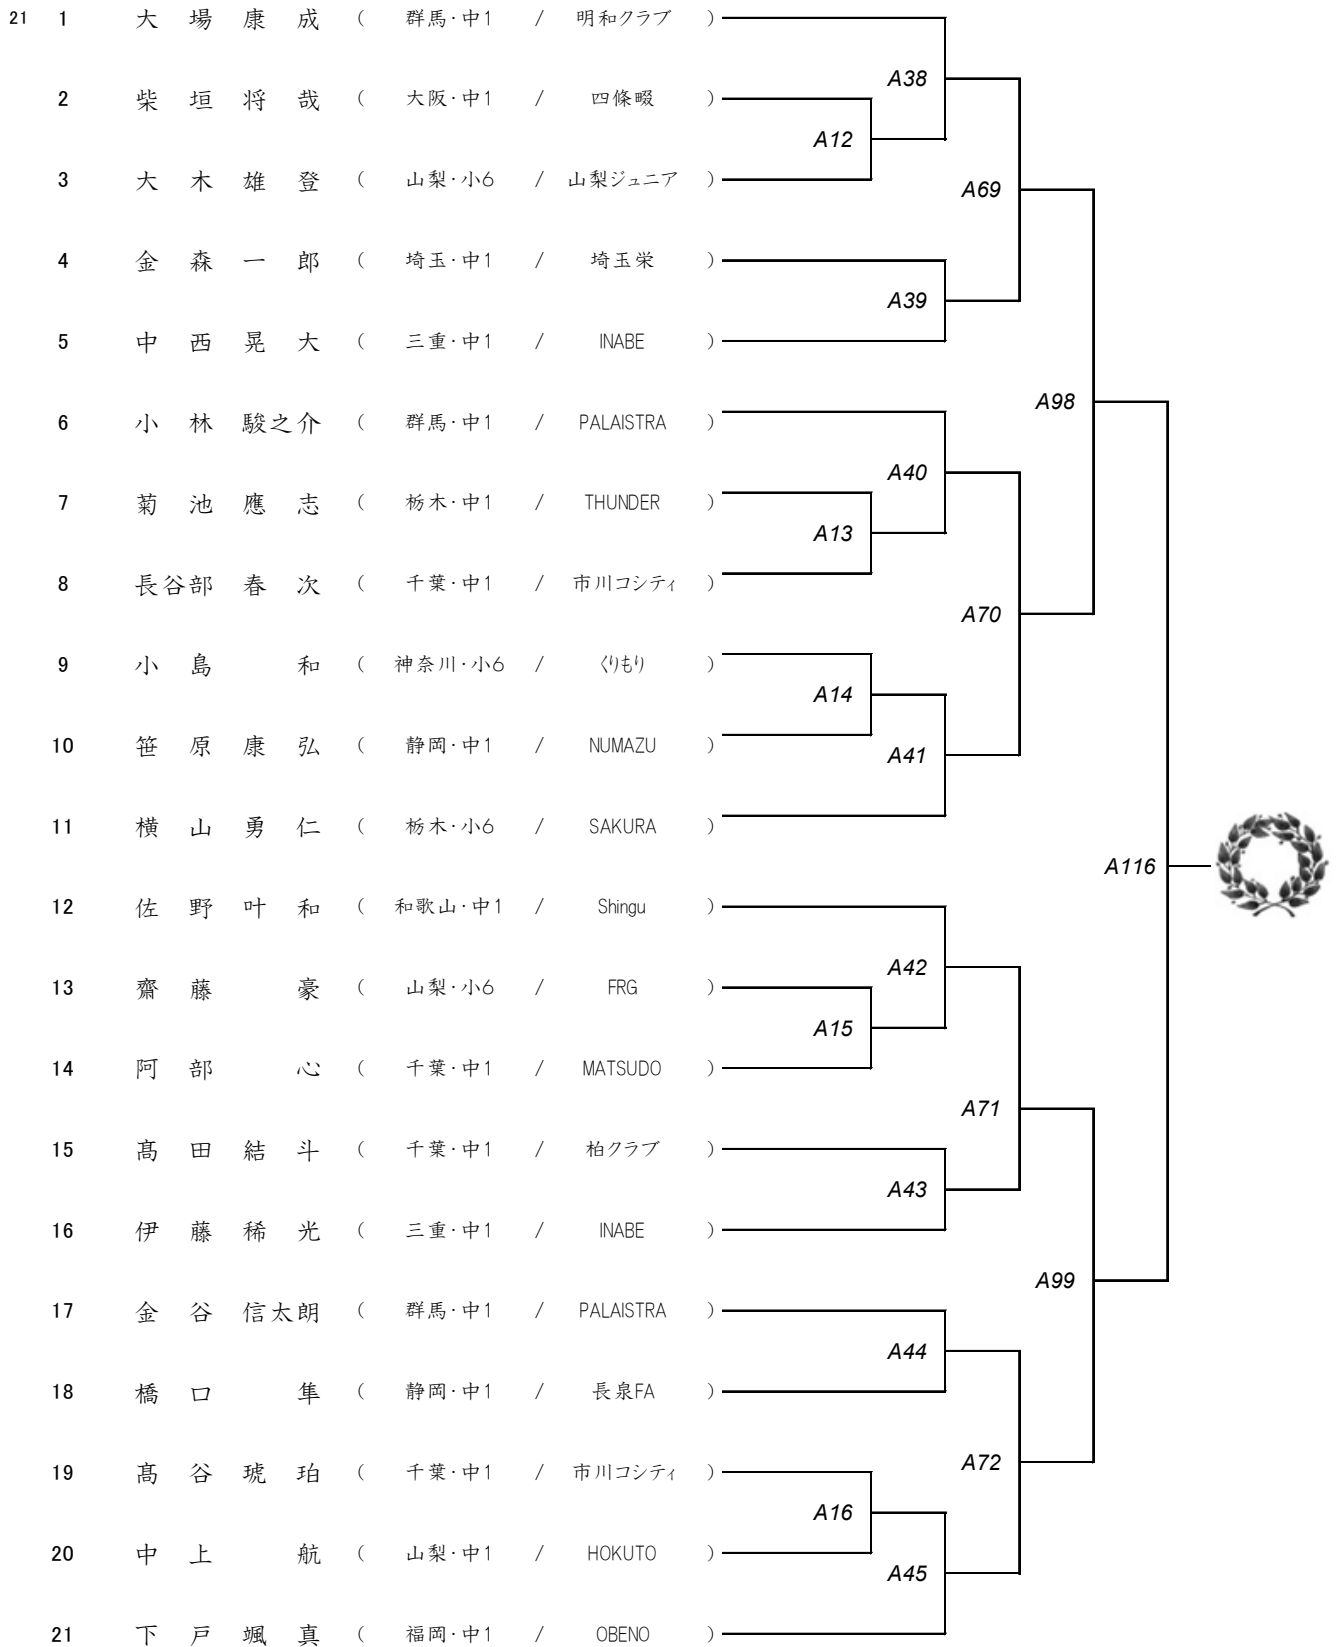 21 1 大場康成 ( 群馬・中1 / 明和クラブ )
A38
2 柴垣将哉 ( 大阪・中1 / 四條畷 )
A12
3 大木雄登 ( 山梨・小6 / 山梨ジュニア )
A69
4 金森一郎 ( 埼玉・中1 / 埼玉栄 )
A39
5 中西晃大 ( 三重・中1 / INABE )
A98
6 小林駿之介 ( 群馬・中1 / PALAISTRA )
A40
7 菊池應志 ( 栃木・中1 / THUNDER )
A13
8 長谷部春次 ( 千葉・中1 / 市川コシティ )
A70
9 小島和 ( 神奈川・小6 / くりもり )
A14
10 笹原康弘 ( 静岡・中1 / NUMAZU )
A41
11 横山勇仁 ( 栃木・小6 / SAKURA )
A116
12 佐野叶和 ( 和歌山・中1 / Shingu )
A42
13 齋藤豪 ( 山梨・小6 / FRG )
A15
14 阿部心 ( 千葉・中1 / MATSUDO )
A71
15 髙田結斗 ( 千葉・中1 / 柏クラブ )
A43
16 伊藤稀光 ( 三重・中1 / INABE )
A99
17 金谷信太朗 ( 群馬・中1 / PALAISTRA )
A44
18 橋口隼 ( 静岡・中1 / 長泉FA )
A72
19 髙谷琥珀 ( 千葉・中1 / 市川コシティ )
A16
20 中上航 ( 山梨・中1 / HOKUTO )
A45
21 下戸颯真 ( 福岡・中1 / OBENO )